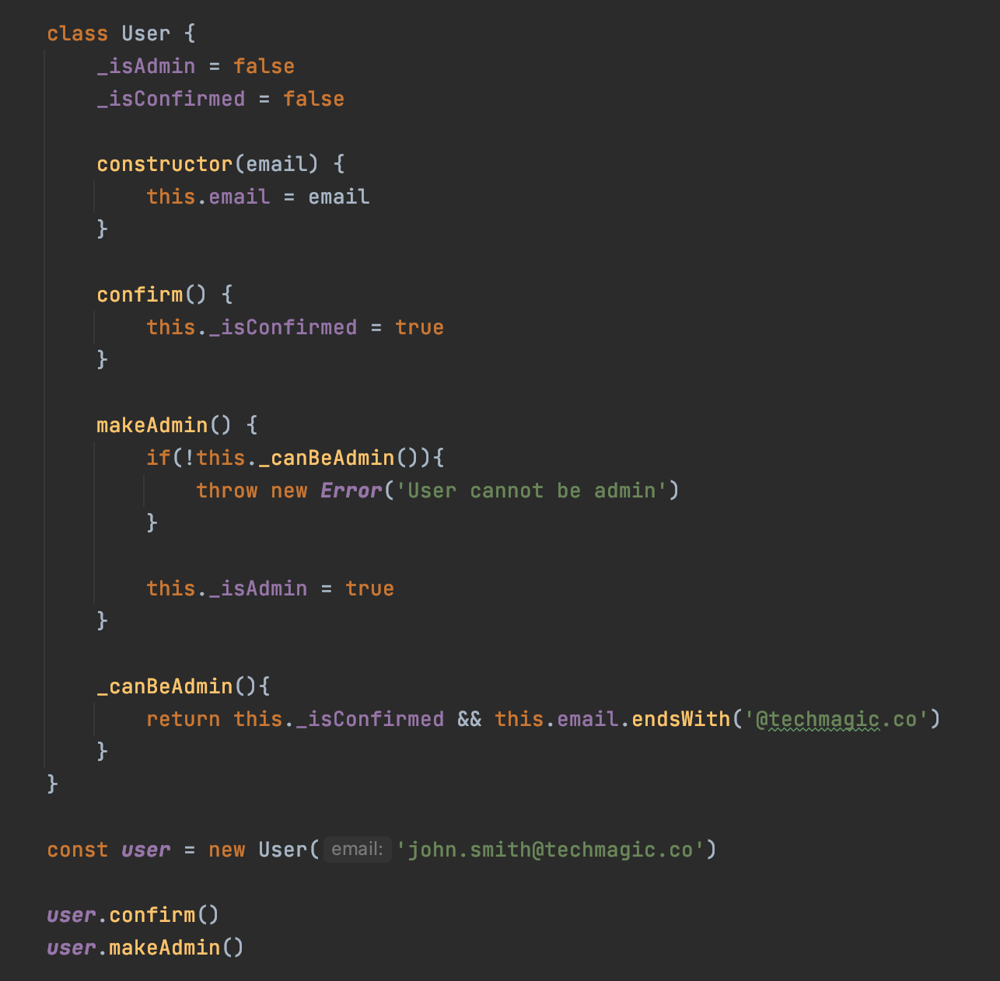 class User {
    _isAdmin = false
    _isConfirmed = false

    constructor(email) {
        this.email = email
    }

    confirm() {
        this._isConfirmed = true
    }

    makeAdmin() {
        if(!this._canBeAdmin()){
            throw new Error('User cannot be admin')
        }

        this._isAdmin = true
    }

    _canBeAdmin(){
        return this._isConfirmed && this.email.endsWith('@techmagic.co')
    }
}

const user = new User( email: 'john.smith@techmagic.co')

user.confirm()
user.makeAdmin()